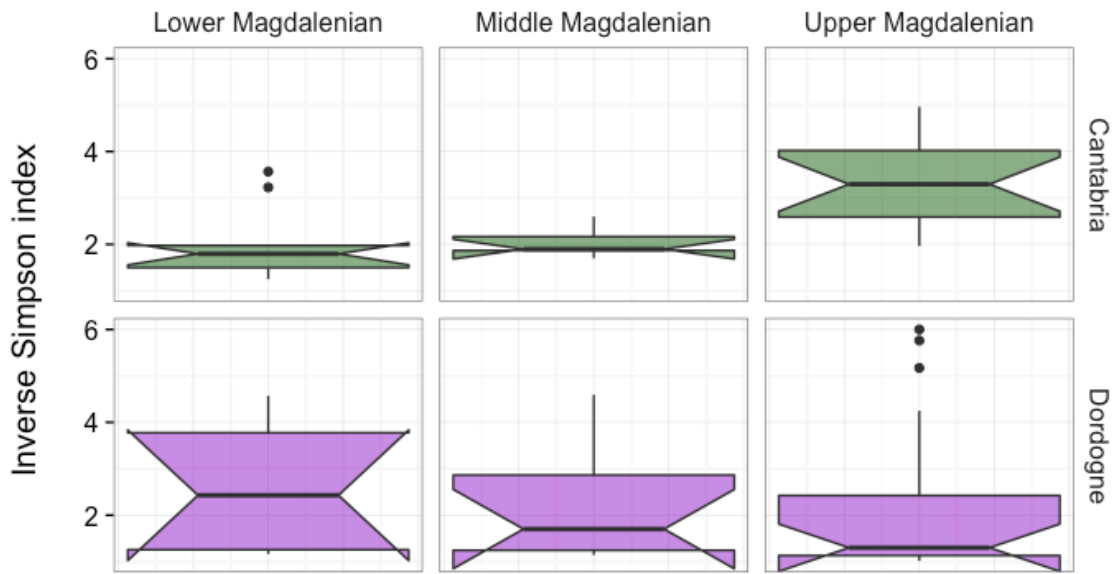 Lower Magdalenian
Middle Magdalenian
Upper Magdalenian
Inverse Simpson index
6
4
2
Cantabria
6
4
2
Dordogne